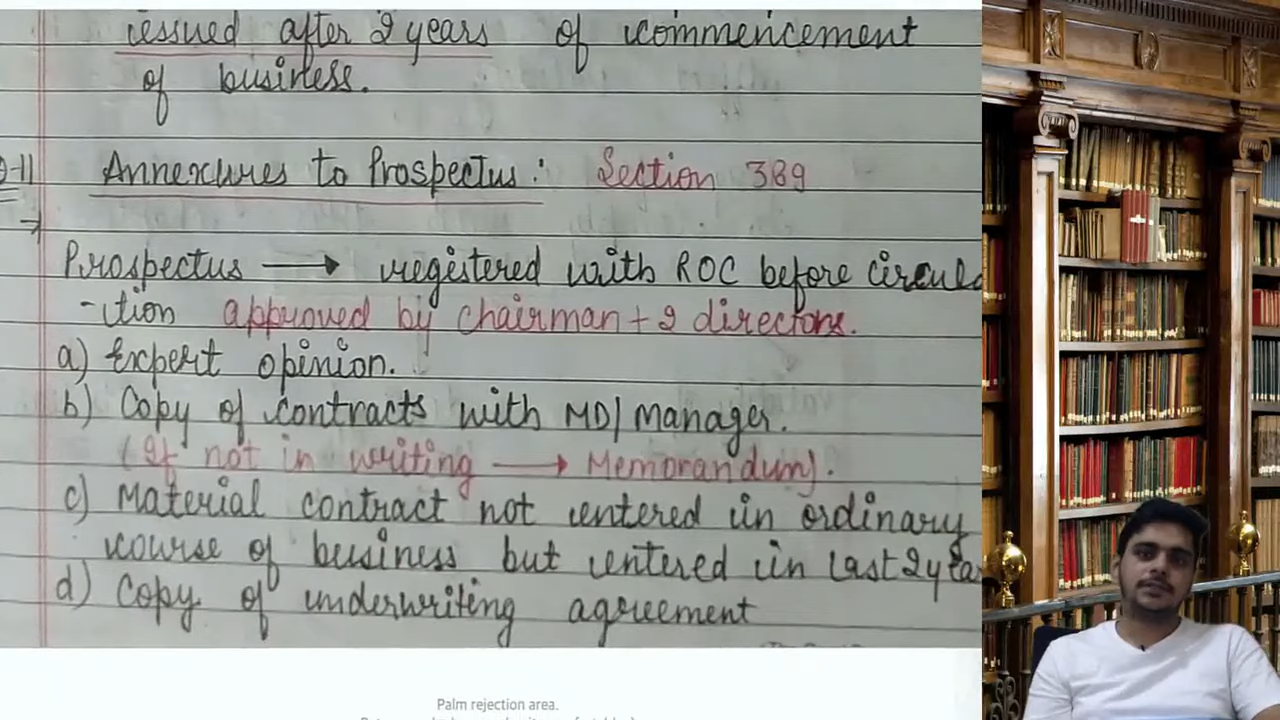 issued after 2 years of commencement
of business.
Q-11 Annexures to Prospectus: Section 389
→
Prospectus → registered with ROC before circula
-tion approved by chairman + 2 directors.
a) Expert opinion.
b) Copy of contracts with MD/Manager.
(If not in writing → Memorandum).
c) Material contract not entered in ordinary
course of business but entered in last 2 yea
d) Copy of underwriting agreement
Palm rejection area.